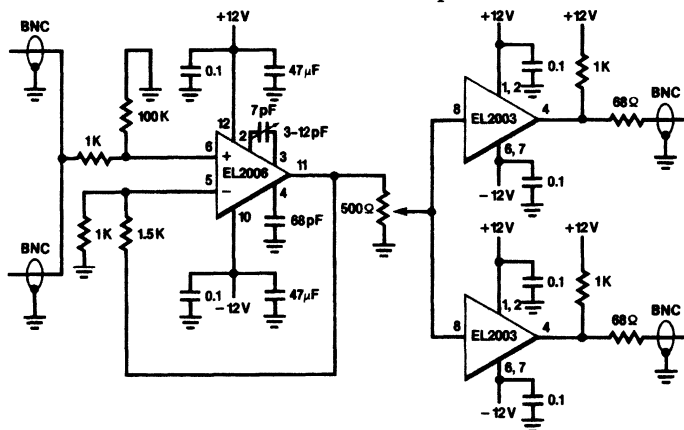 BNC
+12V
0.1
47μF
7pF
3–12pF
100K
1K
12
2
3
6
+
EL2006
11
5
−
4
10
68pF
1K
1.5K
BNC
0.1
47μF
−12V
500Ω
+12V
+12V
0.1
1K
1, 2
8
EL2003
4
68Ω
BNC
6, 7
0.1
−12V
+12V
+12V
0.1
1K
1, 2
8
EL2003
4
68Ω
BNC
6, 7
0.1
−12V